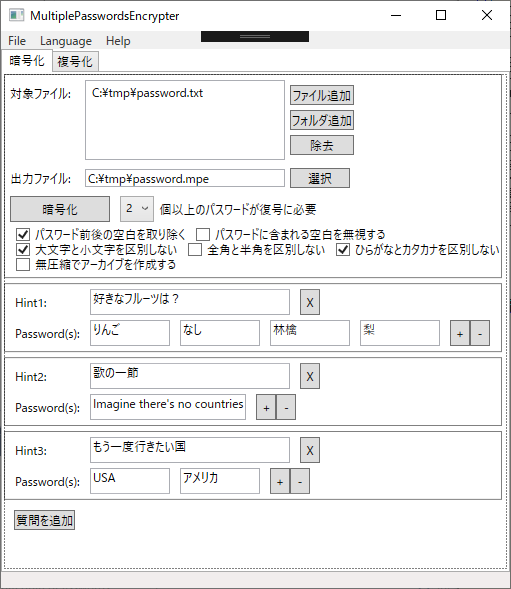 MultiplePasswordsEncrypter
File Language Help
暗号化 複号化
対象ファイル: C:¥tmp¥password.txt ファイル追加
フォルダ追加
除去
出力ファイル: C:¥tmp¥password.mpe 選択
暗号化 2 個以上のパスワードが復号に必要
パスワード前後の空白を取り除く パスワードに含まれる空白を無視する
大文字と小文字を区別しない 全角と半角を区別しない ひらがなとカタカナを区別しない
無圧縮でアーカイブを作成する
Hint1: 好きなフルーツは？ X
Password(s): りんご なし 林檎 梨 + -
Hint2: 歌の一節 X
Password(s): Imagine there's no countries + -
Hint3: もう一度行きたい国 X
Password(s): USA アメリカ + -
質問を追加